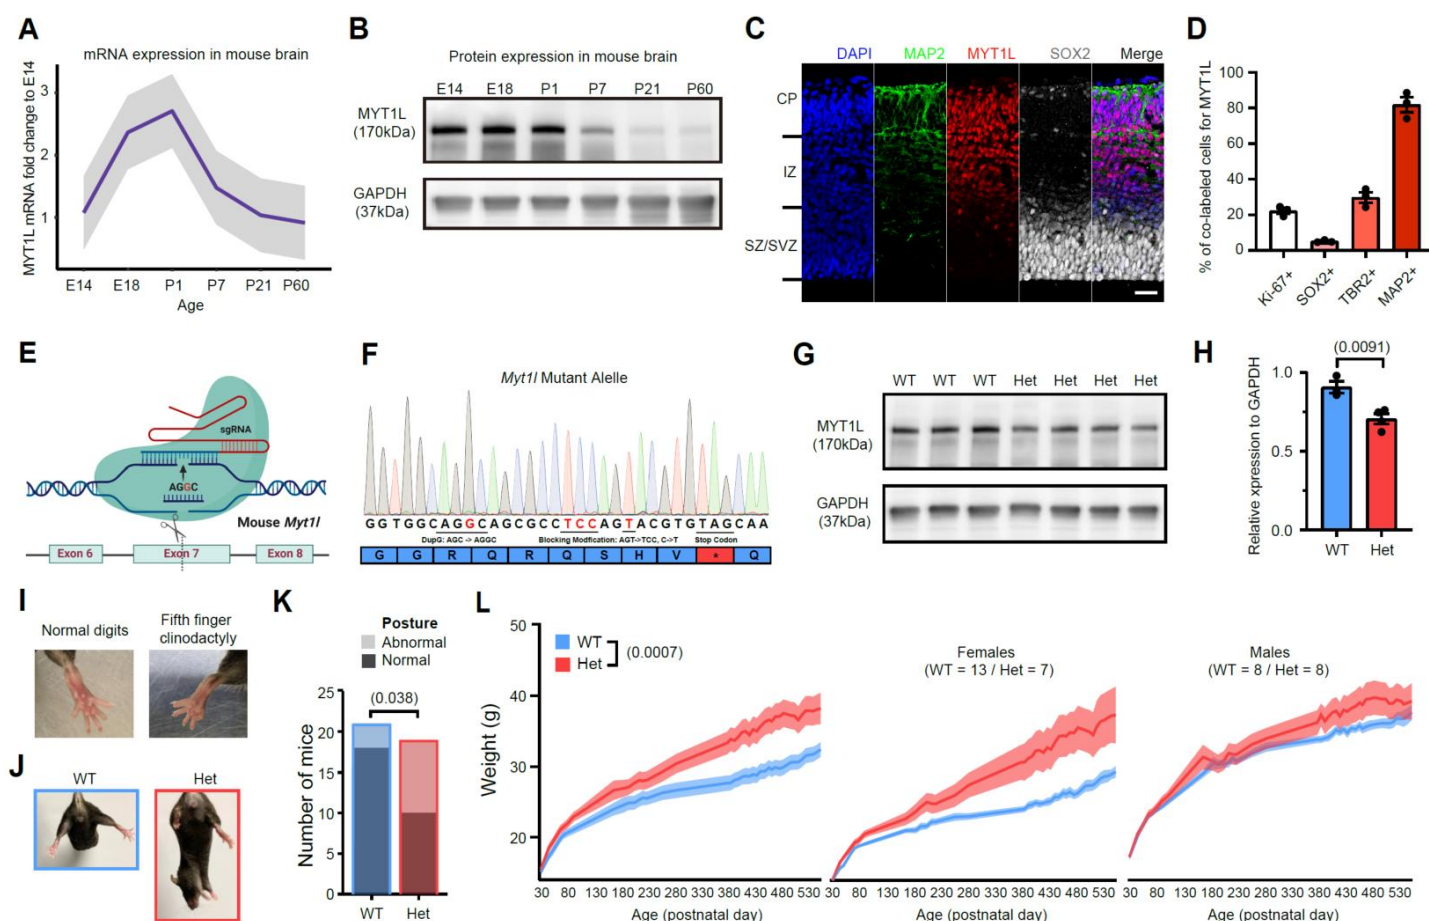 A
mRNA expression in mouse brain
MYT1L mRNA fold change to E14
3
2
1
E14 E18 P1 P7 P21 P60
Age
B
Protein expression in mouse brain
E14 E18 P1 P7 P21 P60
MYT1L
(170kDa)
GAPDH
(37kDa)
C
DAPI MAP2 MYT1L SOX2 Merge
CP
IZ
SZ/SVZ
D
% of co-labeled cells for MYT1L
100
80
60
40
20
0
Ki-67+ SOX2+ TBR2+ MAP2+
E
sgRNA
AGGC
Mouse Myt1l
Exon 6 Exon 7 Exon 8
F
Myt1l Mutant Alelle
GGTGGCAGGCAGCGCCTCCAGTACGTGTAGCAA
DupG: AGC -> AGGC Blocking Modfication: AGT->TCC, C->T Stop Codon
G G R Q R Q S H V * Q
G
WT WT WT Het Het Het Het
MYT1L
(170kDa)
GAPDH
(37kDa)
H
(0.0091)
Relative xpression to GAPDH
1.0
0.5
0.0
WT Het
I
Normal digits
Fifth finger
clinodactyly
J
WT Het
K
Posture
Abnormal
Normal
(0.038)
Number of mice
25
20
15
10
5
0
WT Het
L
WT
Het
(0.0007)
Weight (g)
50
40
30
20
30 80 130 180 230 280 330 380 430 480 530
Age (postnatal day)
Females
(WT = 13 / Het = 7)
30 80 130 180 230 280 330 380 430 480 530
Age (postnatal day)
Males
(WT = 8 / Het = 8)
30 80 130 180 230 280 330 380 430 480 530
Age (postnatal day)